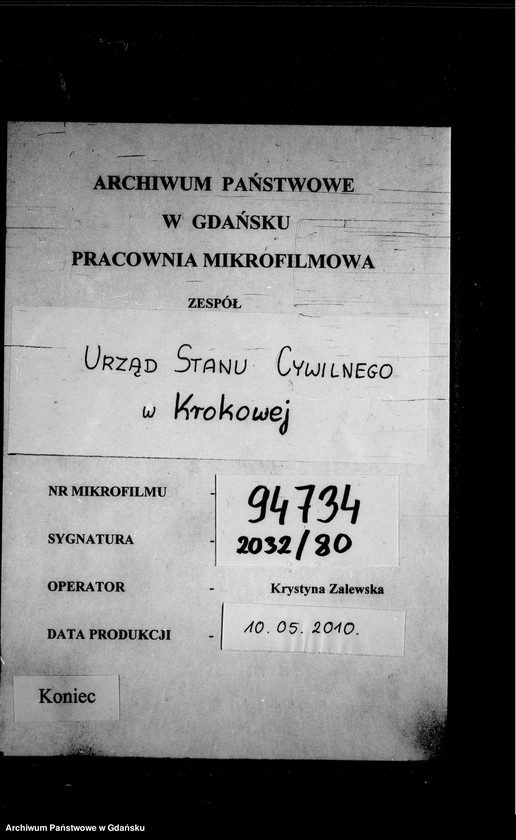 ARCHIWUM PAŃSTWOWE
W GDAŃSKU
PRACOWNIA MIKROFILMOWA
ZESPÓŁ
URZĄD STANU CYWILNEGO
w Krokowej
NR MIKROFILMU - 94734
SYGNATURA - 2032/80
OPERATOR - Krystyna Zalewska
DATA PRODUKCJI - 10.05.2010.
Koniec
Archiwum Państwowe w Gdańsku